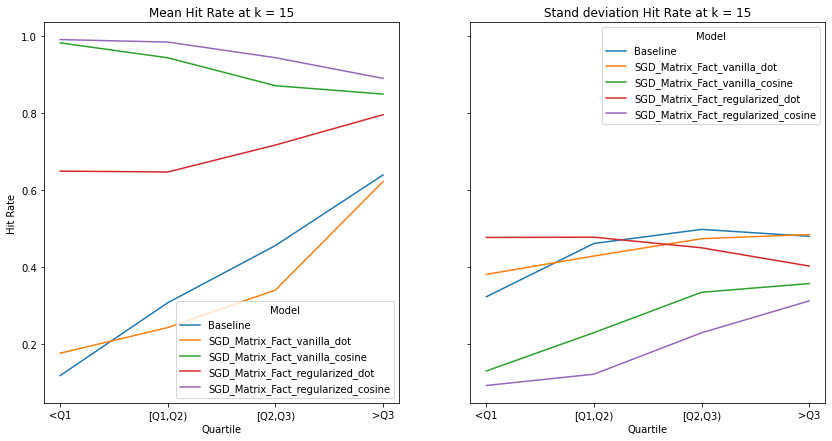 Mean Hit Rate at k = 15
1.0
0.8
0.6
0.4
0.2
Hit Rate
Model
Baseline
SGD_Matrix_Fact_vanilla_dot
SGD_Matrix_Fact_vanilla_cosine
SGD_Matrix_Fact_regularized_dot
SGD_Matrix_Fact_regularized_cosine
<Q1 [Q1,Q2) [Q2,Q3) >Q3
Quartile
Stand deviation Hit Rate at k = 15
Model
Baseline
SGD_Matrix_Fact_vanilla_dot
SGD_Matrix_Fact_vanilla_cosine
SGD_Matrix_Fact_regularized_dot
SGD_Matrix_Fact_regularized_cosine
<Q1 [Q1,Q2) [Q2,Q3) >Q3
Quartile